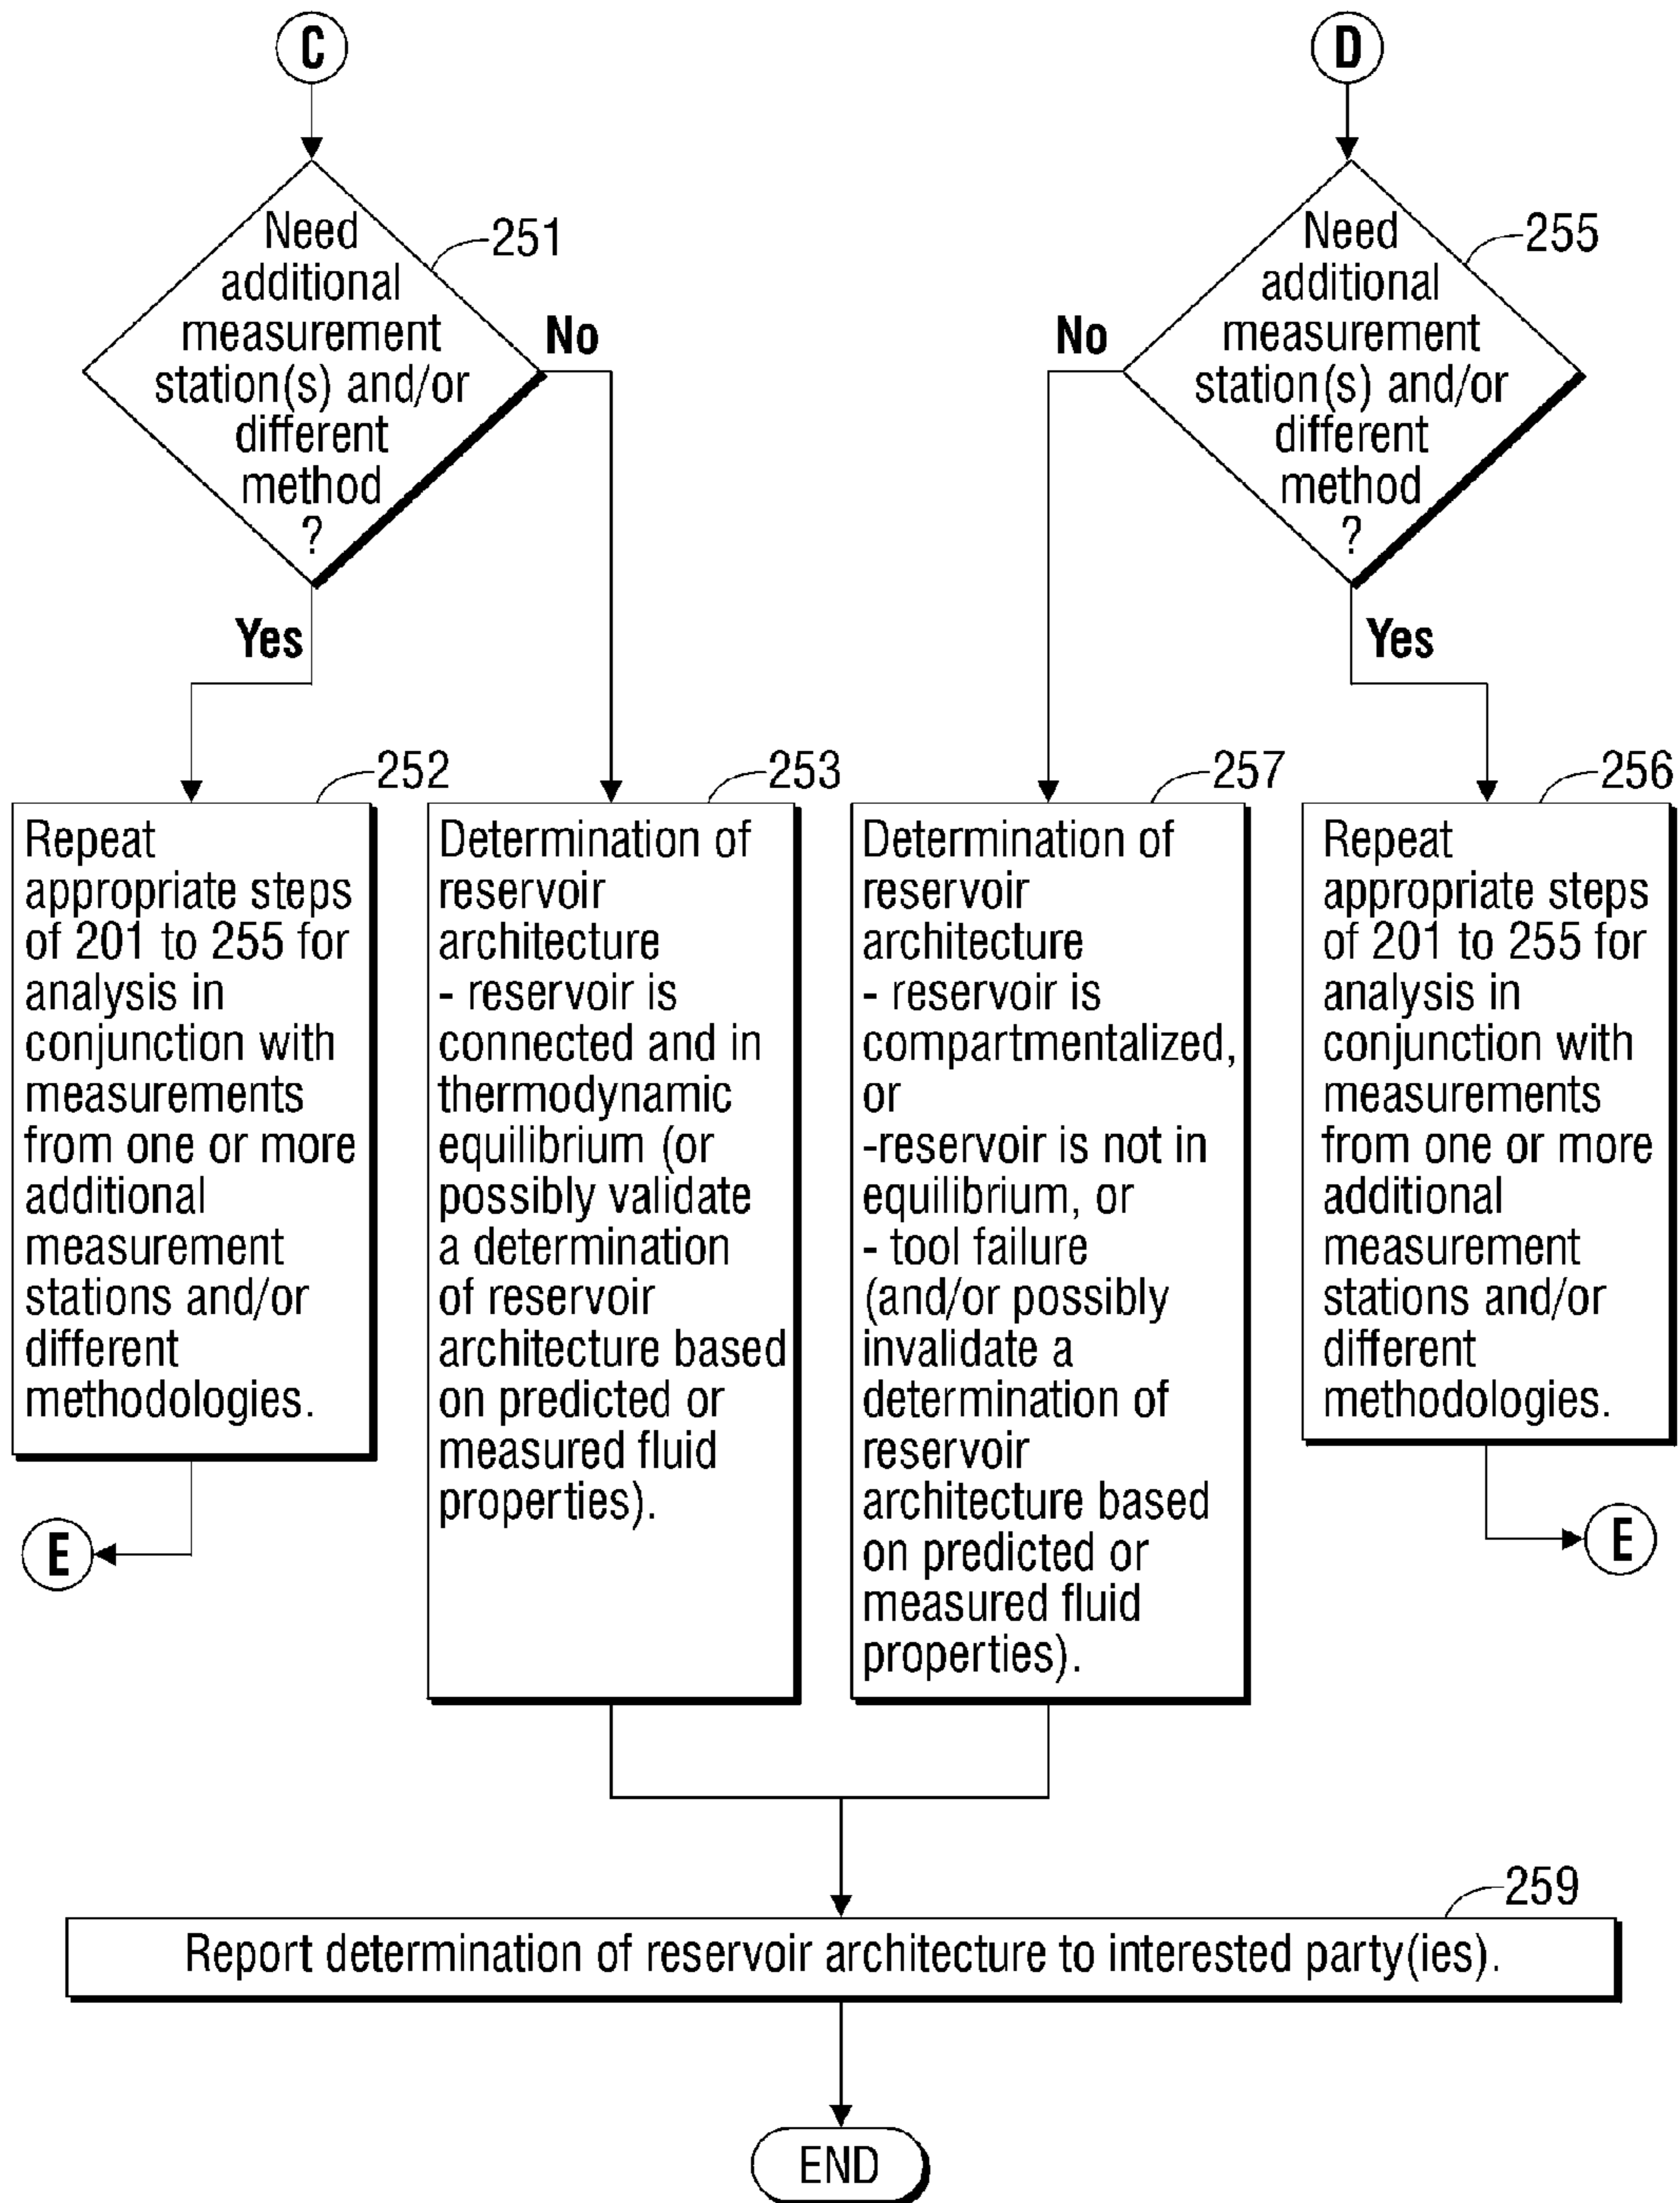 C
D
Need
additional
measurement
station(s) and/or
different
method
?
251
No
Yes
Need
additional
measurement
station(s) and/or
different
method
?
255
No
Yes
252
Repeat
appropriate steps
of 201 to 255 for
analysis in
conjunction with
measurements
from one or more
additional
measurement
stations and/or
different
methodologies.
253
Determination of
reservoir
architecture
- reservoir is
connected and in
thermodynamic
equilibrium (or
possibly validate
a determination
of reservoir
architecture based
on predicted or
measured fluid
properties).
257
Determination of
reservoir
architecture
- reservoir is
compartmentalized,
or
-reservoir is not in
equilibrium, or
- tool failure
(and/or possibly
invalidate a
determination of
reservoir
architecture based
on predicted or
measured fluid
properties).
256
Repeat
appropriate steps
of 201 to 255 for
analysis in
conjunction with
measurements
from one or more
additional
measurement
stations and/or
different
methodologies.
E
E
259
Report determination of reservoir architecture to interested party(ies).
END